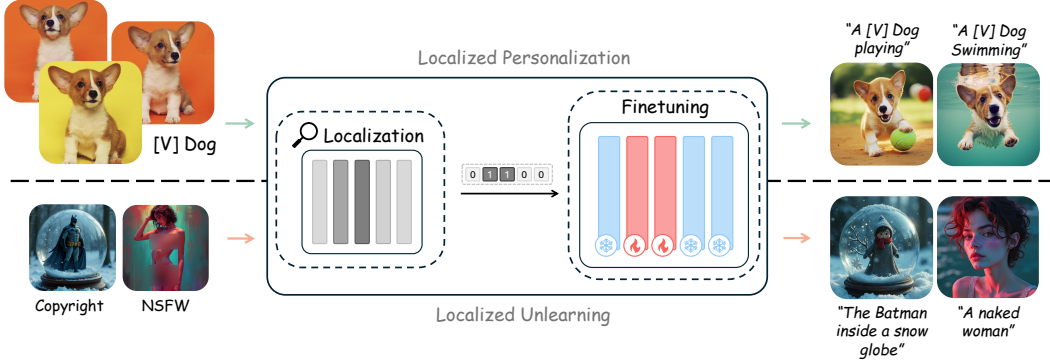 Localized Personalization
[V] Dog
Localization
0 1 1 0 0
Finetuning
“A [V] Dog
playing”
“A [V] Dog
Swimming”
Copyright
NSFW
Localized Unlearning
“The Batman
inside a snow
globe”
“A naked
woman”